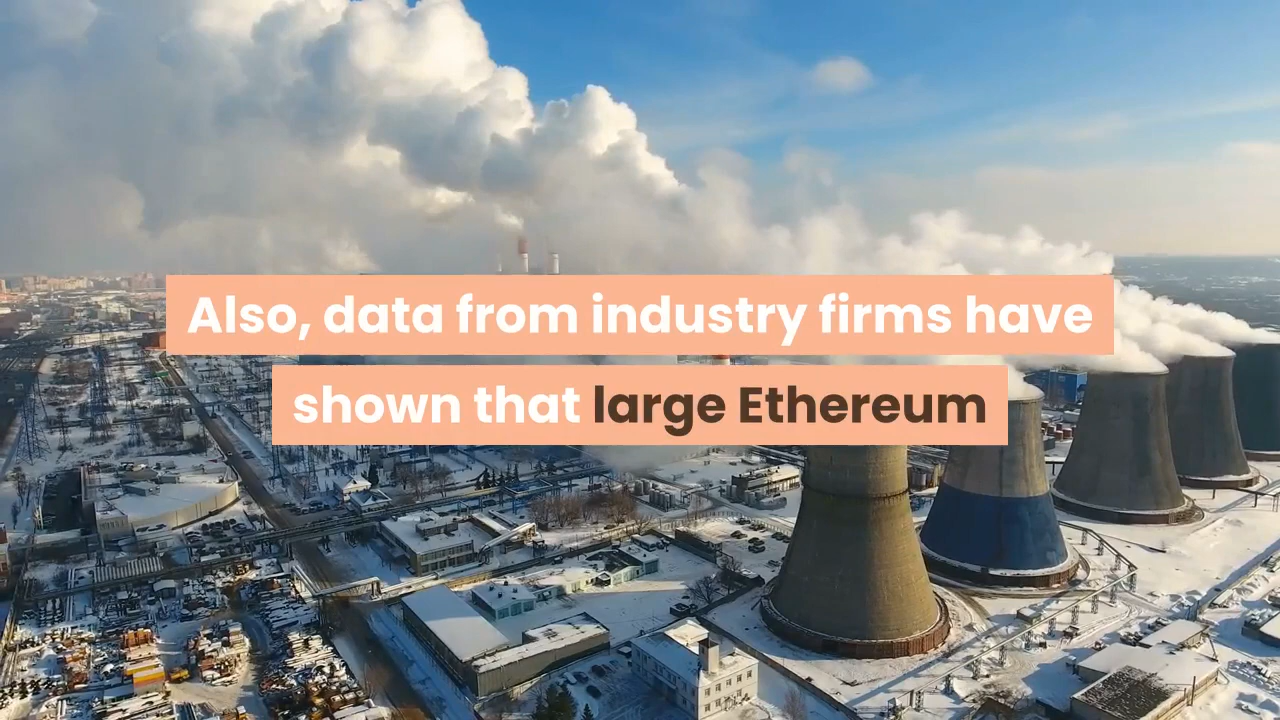 Also, data from industry firms have
shown that large Ethereum